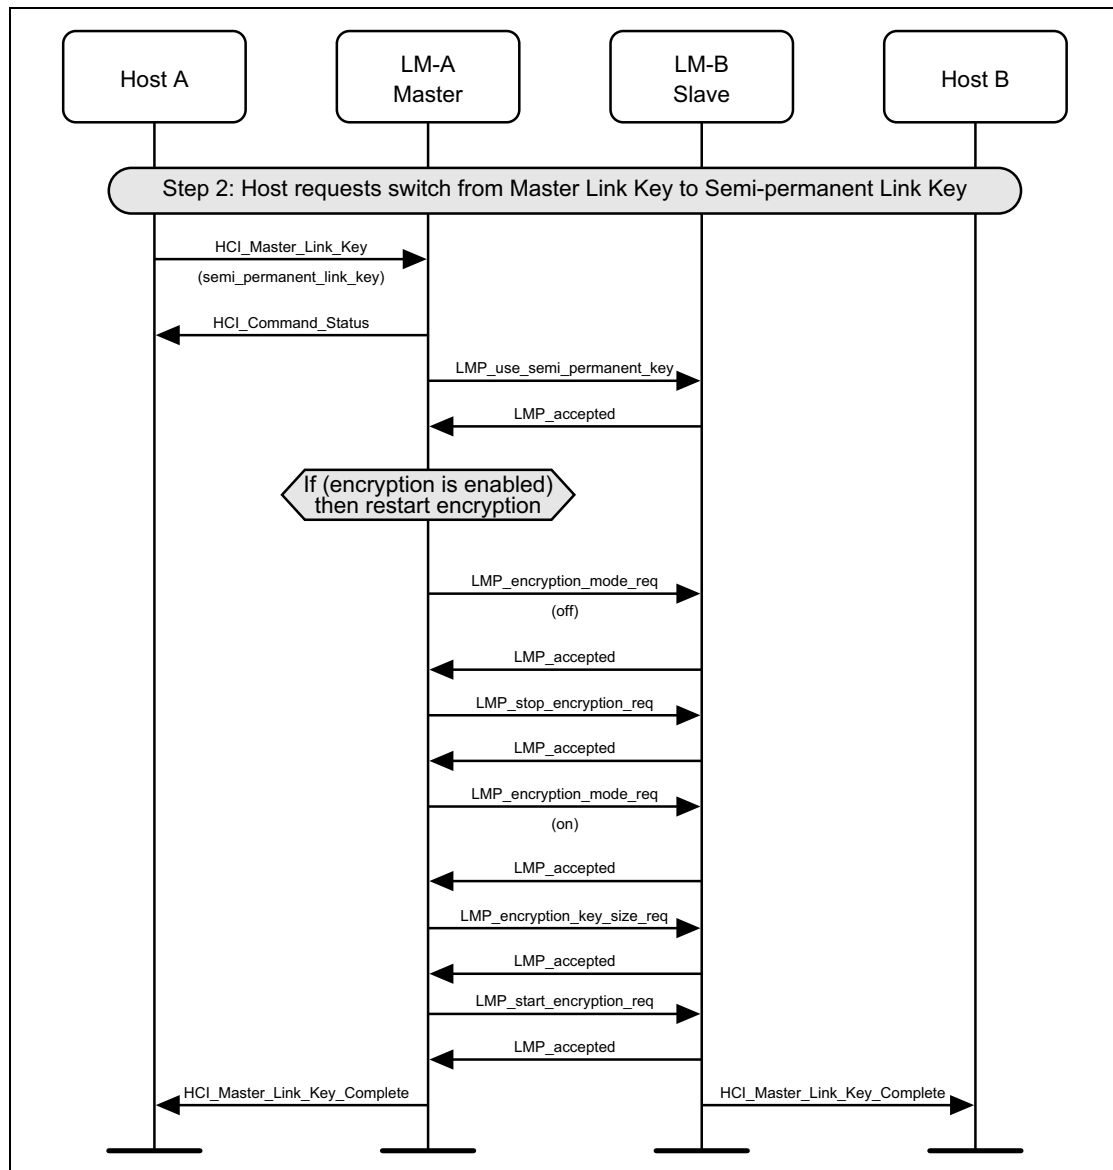 Host A
LM-A
Master
LM-B
Slave
Host B
Step 2: Host requests switch from Master Link Key to Semi-permanent Link Key
HCI_Master_Link_Key
(semi_permanent_link_key)
HCI_Command_Status
LMP_use_semi_permanent_key
LMP_accepted
If (encryption is enabled)
then restart encryption
LMP_encryption_mode_req
(off)
LMP_accepted
LMP_stop_encryption_req
LMP_accepted
LMP_encryption_mode_req
(on)
LMP_accepted
LMP_encryption_key_size_req
LMP_accepted
LMP_start_encryption_req
LMP_accepted
HCI_Master_Link_Key_Complete
HCI_Master_Link_Key_Complete